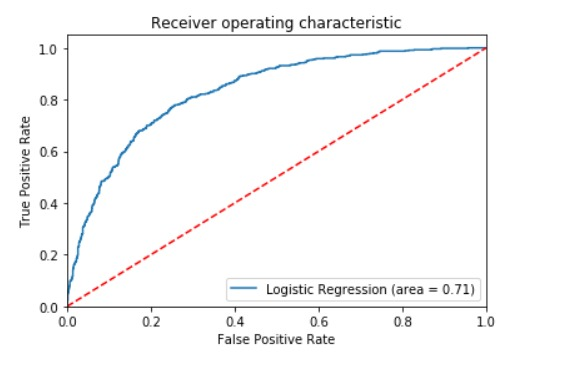 Receiver operating characteristic
1.0
0.8
0.6
0.4
0.2
0.0
True Positive Rate
Logistic Regression (area = 0.71)
0.0 0.2 0.4 0.6 0.8 1.0
False Positive Rate